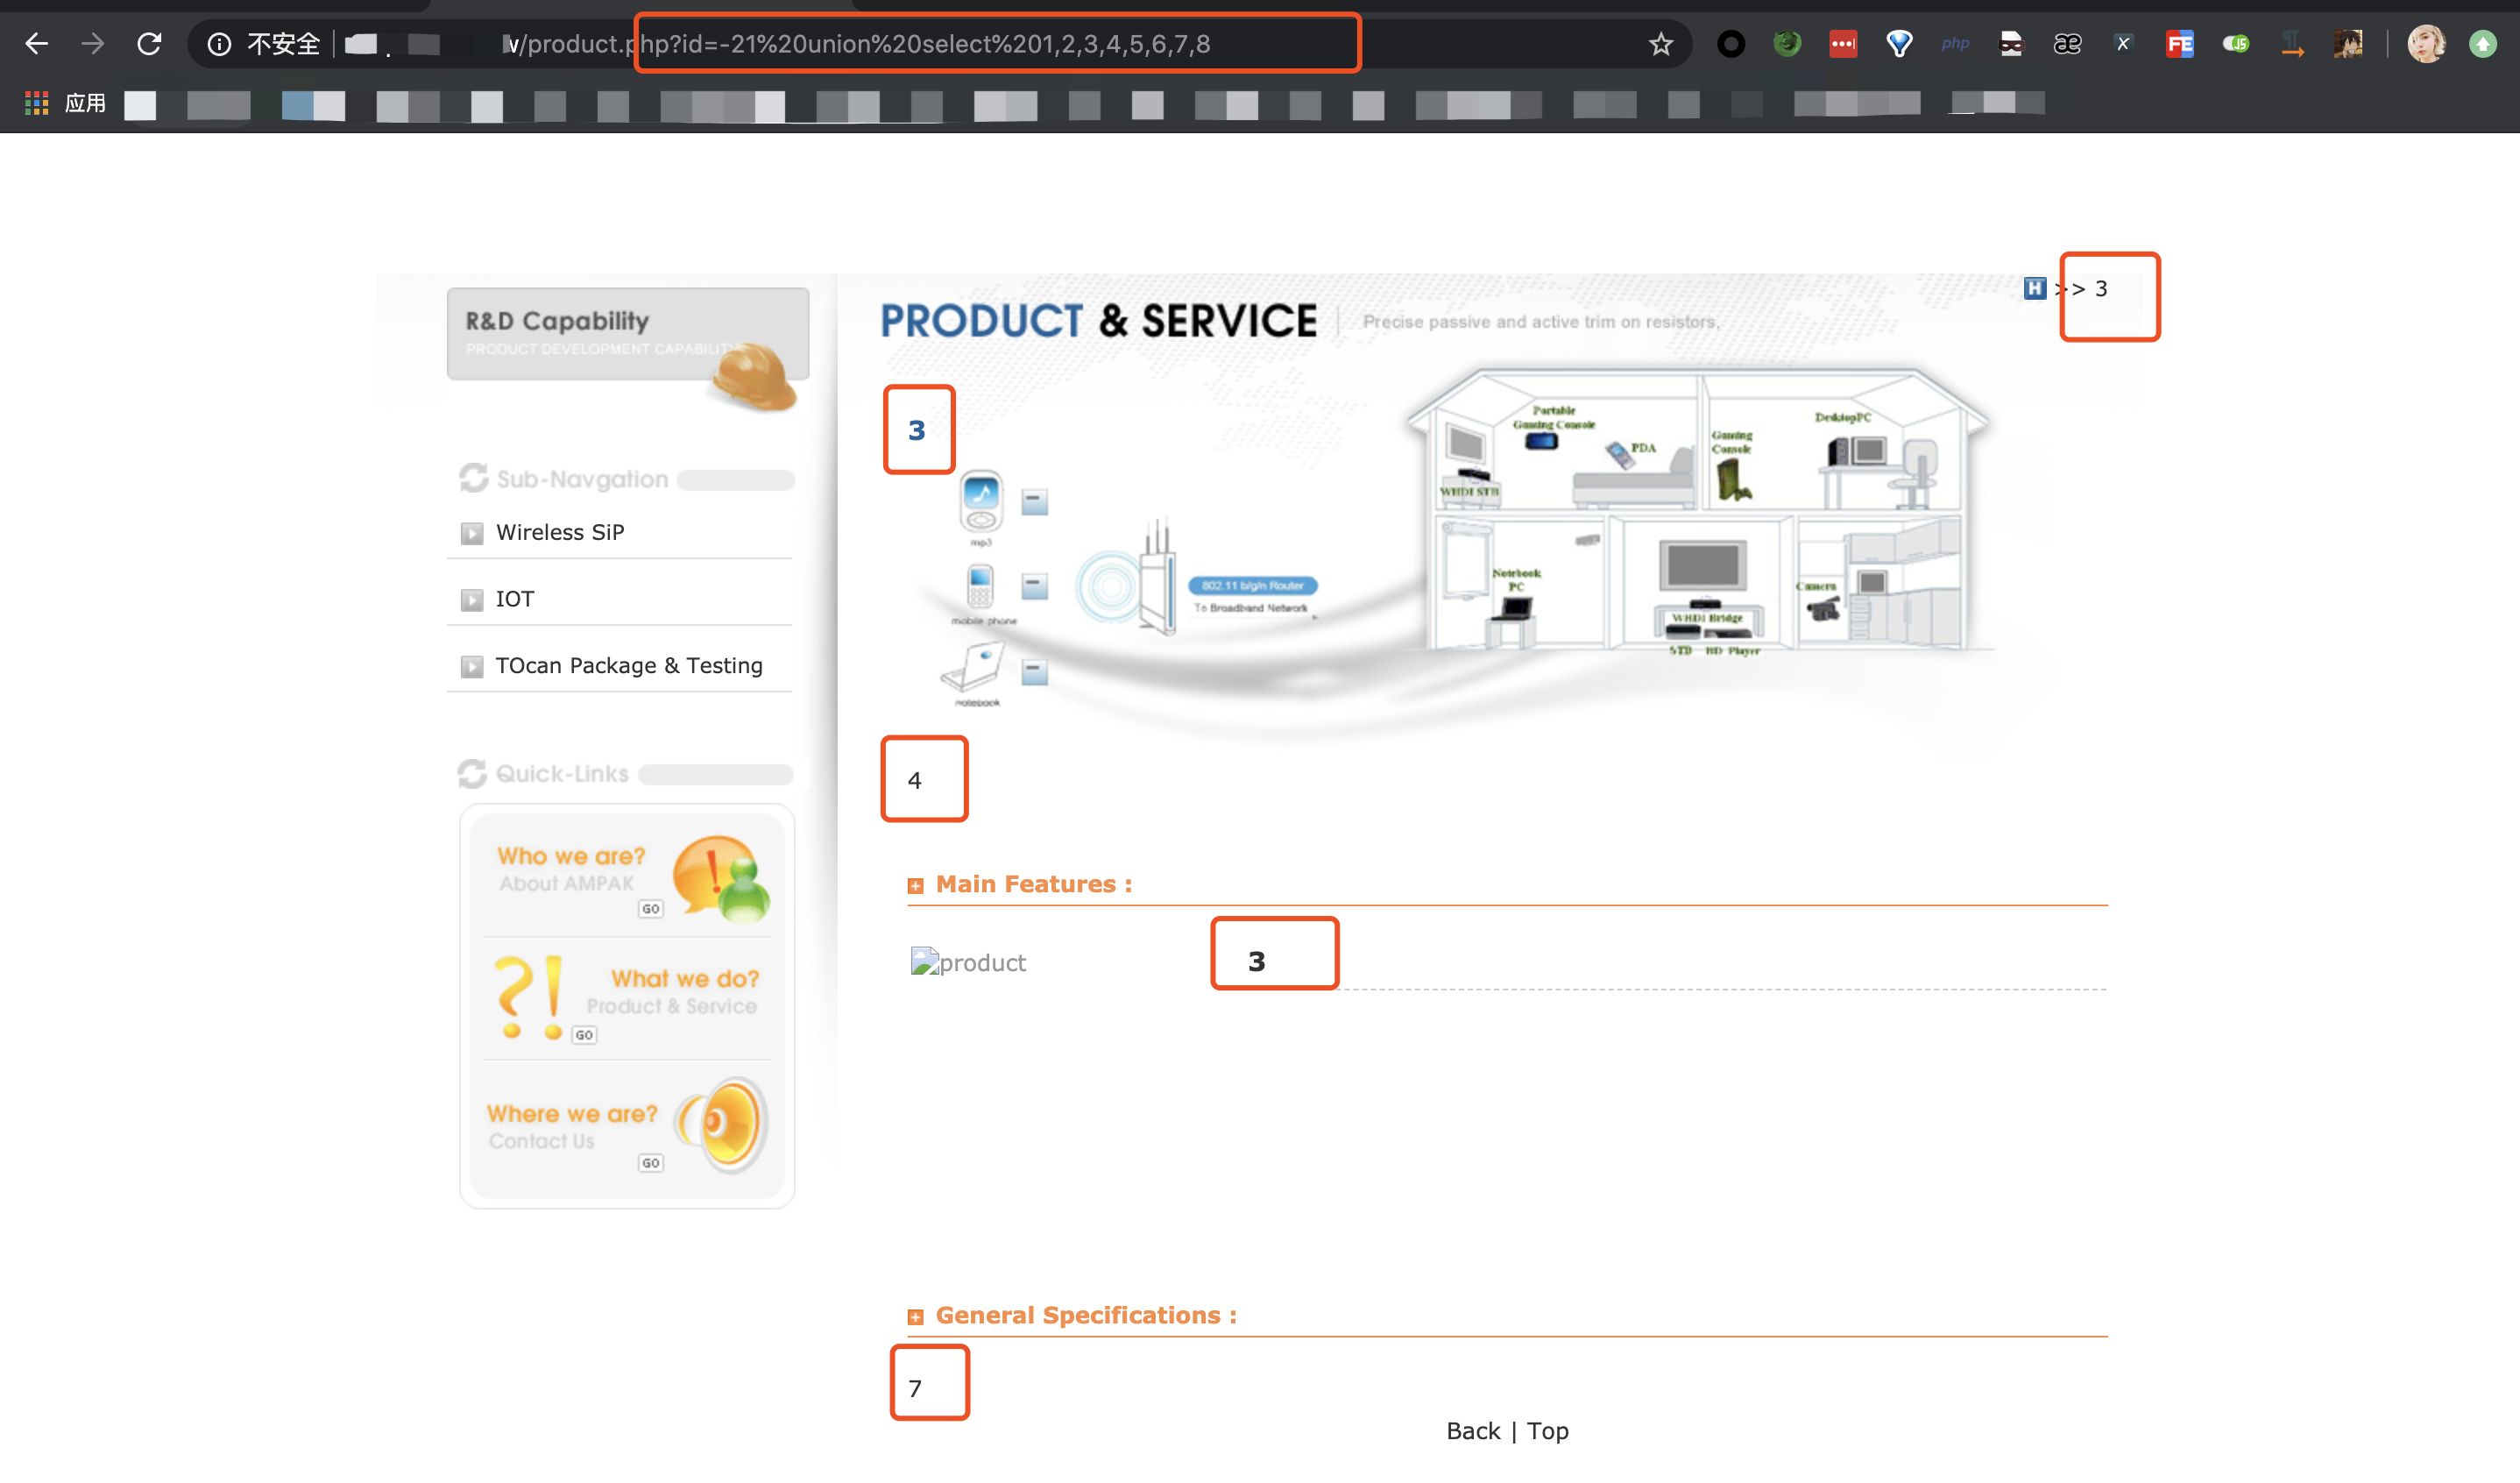 不安全
w/product.php?id=-21%20union%20select%201,2,3,4,5,6,7,8
php
FE
JS
应用
R&D Capability
PRODUCT DEVELOPMENT CAPABILITY
PRODUCT & SERVICE
Precise passive and active trim on resistors,
H >> 3
3
Sub-Navgation
Wireless SiP
IOT
TOcan Package & Testing
mp3
mobile phone
notebook
802.11 b/g/n Router
To Broadband Network
Portable
Gaming Console
PDA
WHDI STB
Gaming
Console
DesktopPC
Notebook
PC
WHDI Bridge
STB BD Player
Camera
Quick-Links
Who we are?
About AMPAK
GO
What we do?
Product & Service
GO
Where we are?
Contact Us
GO
4
Main Features :
product
3
General Specifications :
7
Back | Top